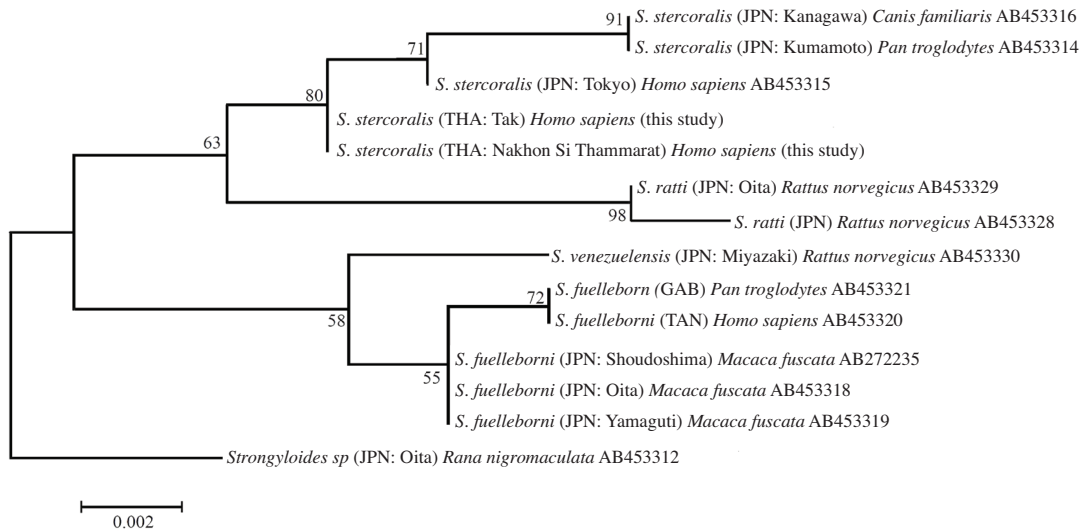 91
S. stercoralis (JPN: Kanagawa) Canis familiaris AB453316
S. stercoralis (JPN: Kumamoto) Pan troglodytes AB453314
71
S. stercoralis (JPN: Tokyo) Homo sapiens AB453315
80
S. stercoralis (THA: Tak) Homo sapiens (this study)
63
S. stercoralis (THA: Nakhon Si Thammarat) Homo sapiens (this study)
S. ratti (JPN: Oita) Rattus norvegicus AB453329
98
S. ratti (JPN) Rattus norvegicus AB453328
S. venezuelensis (JPN: Miyazaki) Rattus norvegicus AB453330
72
S. fuelleborn (GAB) Pan troglodytes AB453321
58
S. fuelleborni (TAN) Homo sapiens AB453320
S. fuelleborni (JPN: Shoudoshima) Macaca fuscata AB272235
55
S. fuelleborni (JPN: Oita) Macaca fuscata AB453318
S. fuelleborni (JPN: Yamaguti) Macaca fuscata AB453319
Strongyloides sp (JPN: Oita) Rana nigromaculata AB453312
0.002